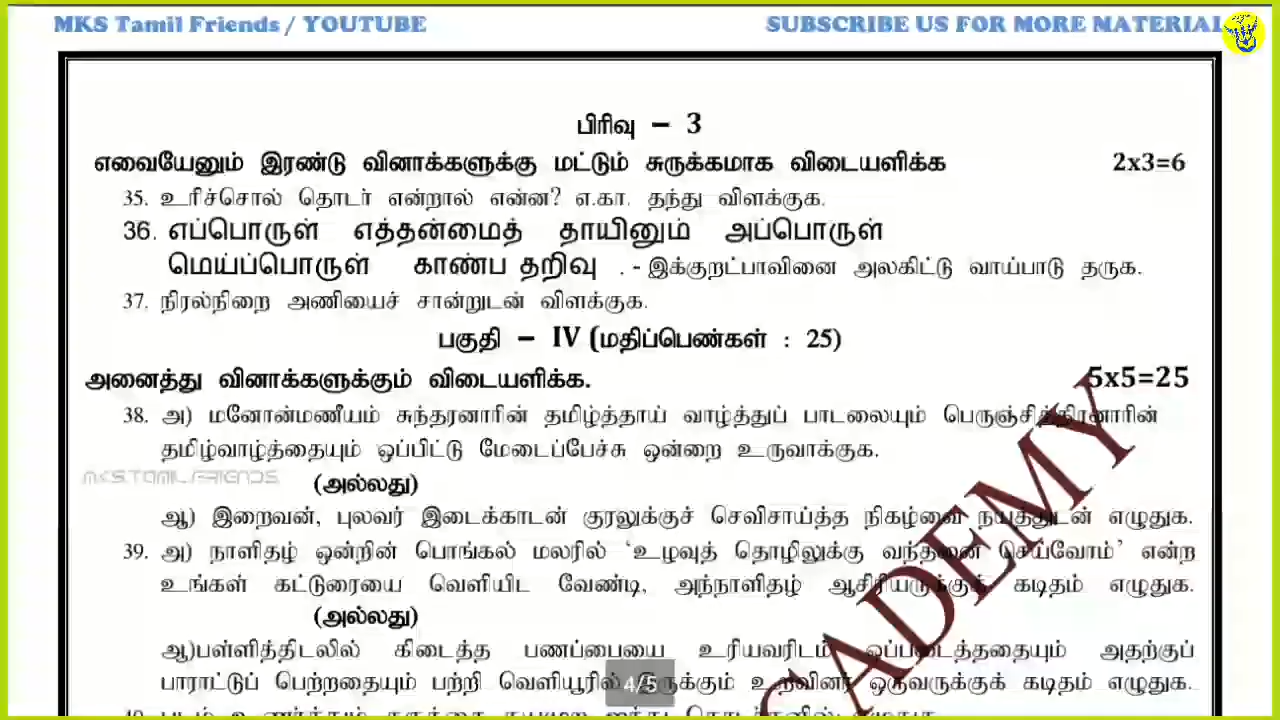 MKS Tamil Friends / YOUTUBE SUBSCRIBE US FOR MORE MATERIAL
பிரிவு – 3
எவையேனும் இரண்டு வினாக்களுக்கு மட்டும் சுருக்கமாக விடையளிக்க 2x3=6
35. உரிச்சொல் தொடர் என்றால் என்ன? எ.கா. தந்து விளக்குக.
36. எப்பொருள் எத்தன்மைத் தாயினும் அப்பொருள்
மெய்ப்பொருள் காண்ப தறிவு . - இக்குறட்பாவினை அலகிட்டு வாய்பாடு தருக.
37. நிரல்நிறை அணியைச் சான்றுடன் விளக்குக.
பகுதி – IV (மதிப்பெண்கள் : 25)
அனைத்து வினாக்களுக்கும் விடையளிக்க. 5x5=25
38. அ) மனோன்மணீயம் சுந்தரனாரின் தமிழ்த்தாய் வாழ்த்துப் பாடலையும் பெருஞ்சித்திரனாரின்
தமிழ்வாழ்த்தையும் ஒப்பிட்டு மேடைப்பேச்சு ஒன்றை உருவாக்குக.
MKS TAMIL FRIENDS
(அல்லது)
ஆ) இறைவன், புலவர் இடைக்காடன் குரலுக்குச் செவிசாய்த்த நிகழ்வை நயத்துடன் எழுதுக.
39. அ) நாளிதழ் ஒன்றின் பொங்கல் மலரில் ‘உழவுத் தொழிலுக்கு வந்தனை செய்வோம்’ என்ற
உங்கள் கட்டுரையை வெளியிட வேண்டி, அந்நாளிதழ் ஆசிரியருக்குக் கடிதம் எழுதுக.
(அல்லது)
ஆ)பள்ளித்திடலில் கிடைத்த பணப்பையை உரியவரிடம் ஒப்படைத்ததையும் அதற்குப்
பாராட்டுப் பெற்றதையும் பற்றி வெளியூரில் இருக்கும் உறவினர் ஒருவருக்குக் கடிதம் எழுதுக.
4/5
CADEMY